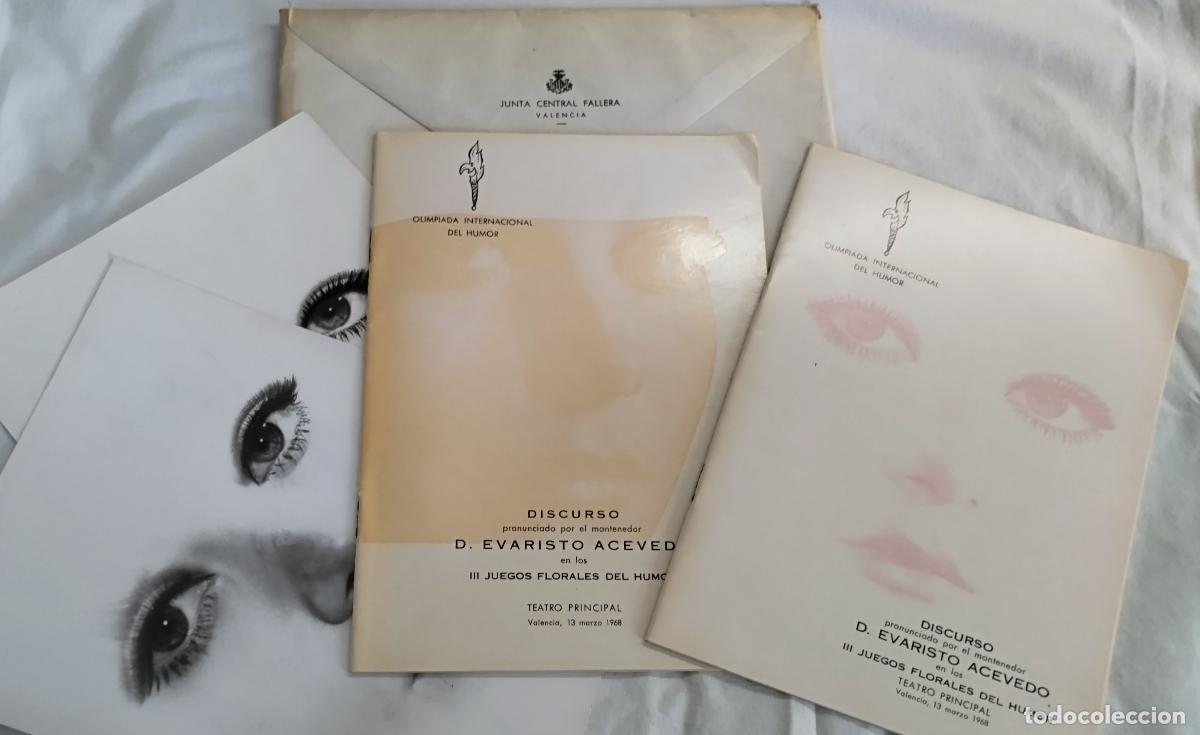 JUNTA CENTRAL FALLERA
VALENCIA
OLIMPIADA INTERNACIONAL
DEL HUMOR
DISCURSO
pronunciado por el mantenedor
D. EVARISTO ACEVED
en los
III JUEGOS FLORALES DEL HUMO
TEATRO PRINCIPAL
Valencia, 13 marzo 1968
OLIMPIADA INTERNACIONAL
DEL HUMOR
DISCURSO
pronunciado por el mantenedor
D. EVARISTO ACEVEDO
en los
III JUEGOS FLORALES DEL HUMOR
TEATRO PRINCIPAL
Valencia, 13 marzo 1968
todocoleccion